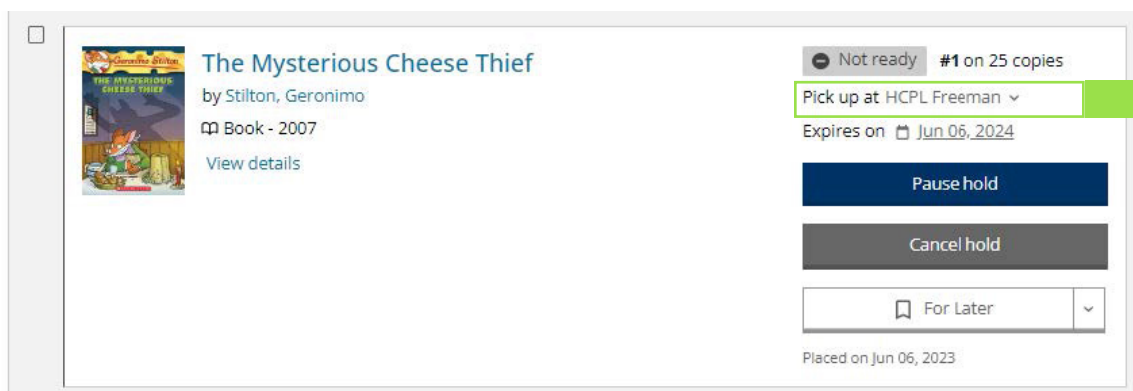 Geronimo Stilton
THE MYSTERIOUS
CHEESE THIEF
The Mysterious Cheese Thief
by Stilton, Geronimo
Book - 2007
View details
Not ready
#1 on 25 copies
Pick up at HCPL Freeman
Expires on Jun 06, 2024
Pause hold
Cancel hold
For Later
Placed on Jun 06, 2023